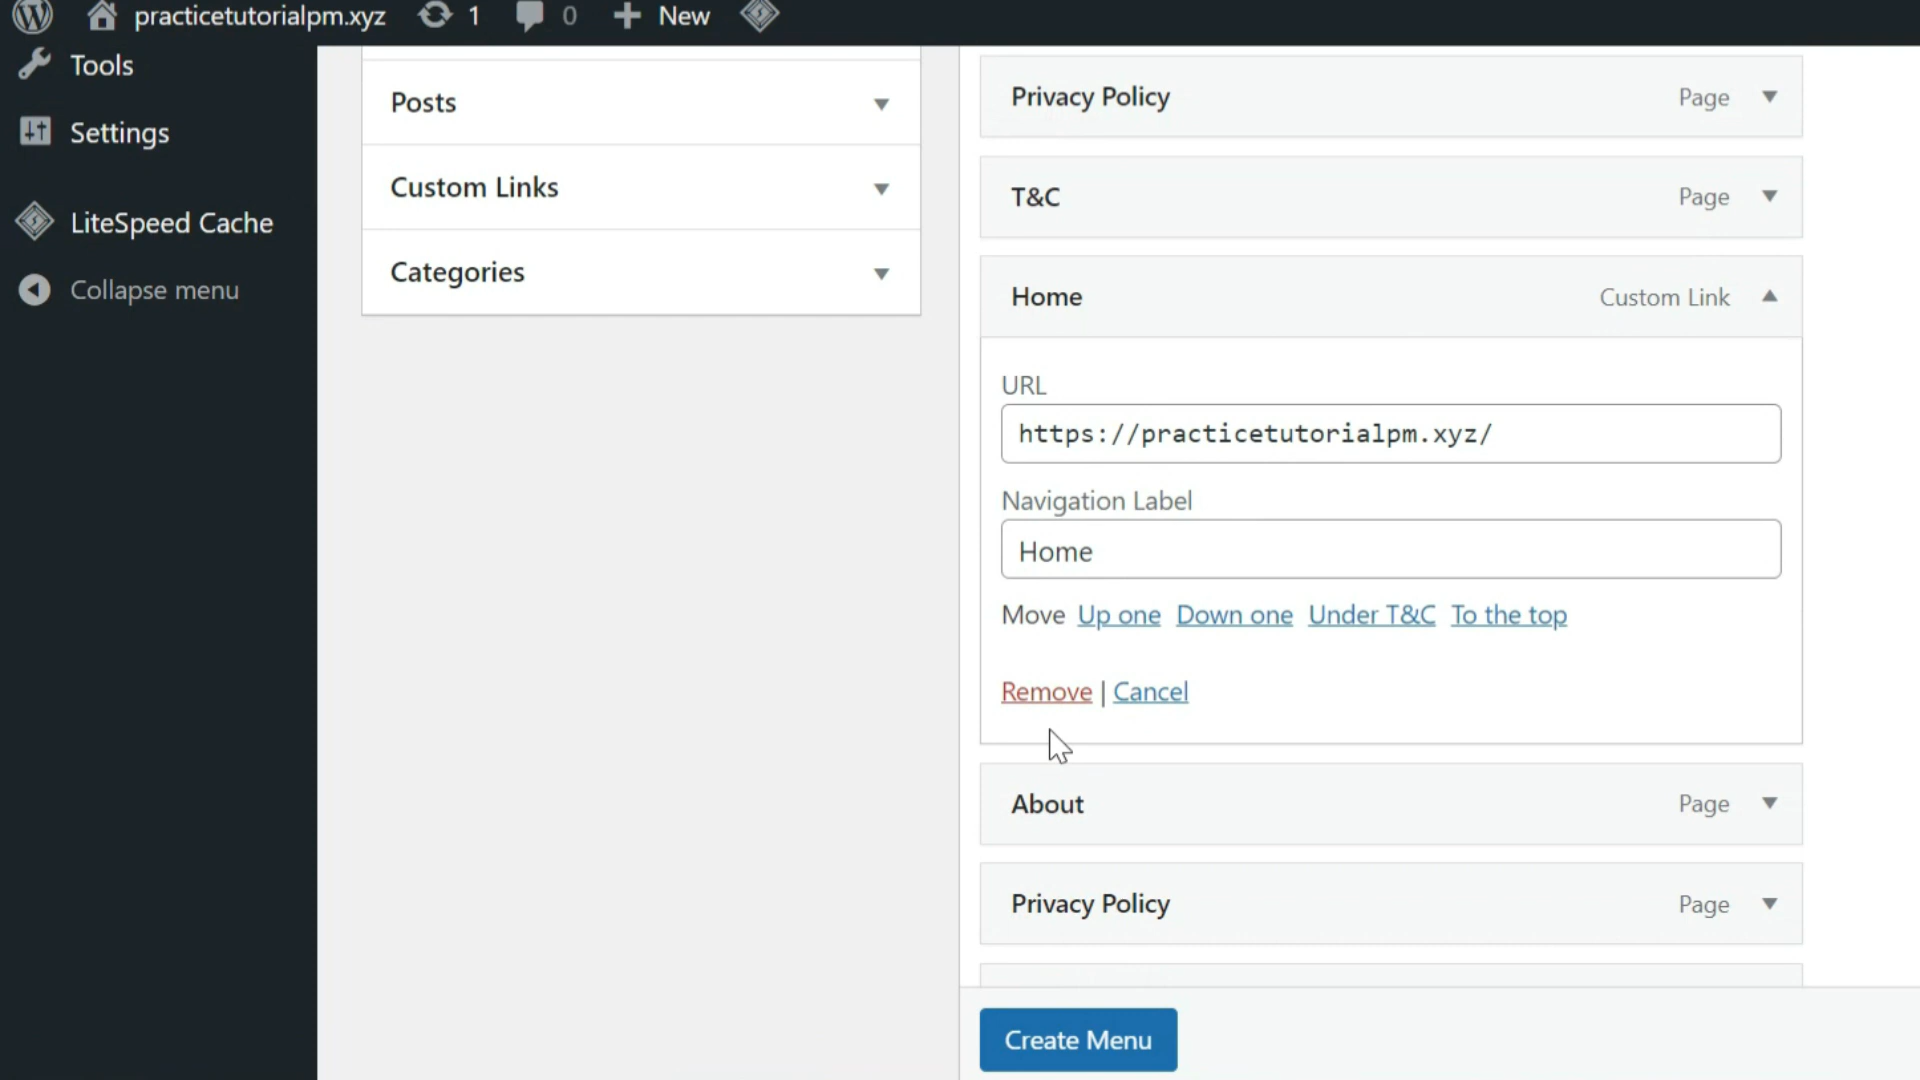 practicetutorialpm.xyz 1 0 New
Tools
Settings
LiteSpeed Cache
Collapse menu
Posts
Custom Links
Categories
Privacy Policy Page
T&C Page
Home Custom Link
URL
https://practicetutorialpm.xyz/
Navigation Label
Home
Move Up one Down one Under T&C To the top
Remove | Cancel
About Page
Privacy Policy Page
Create Menu